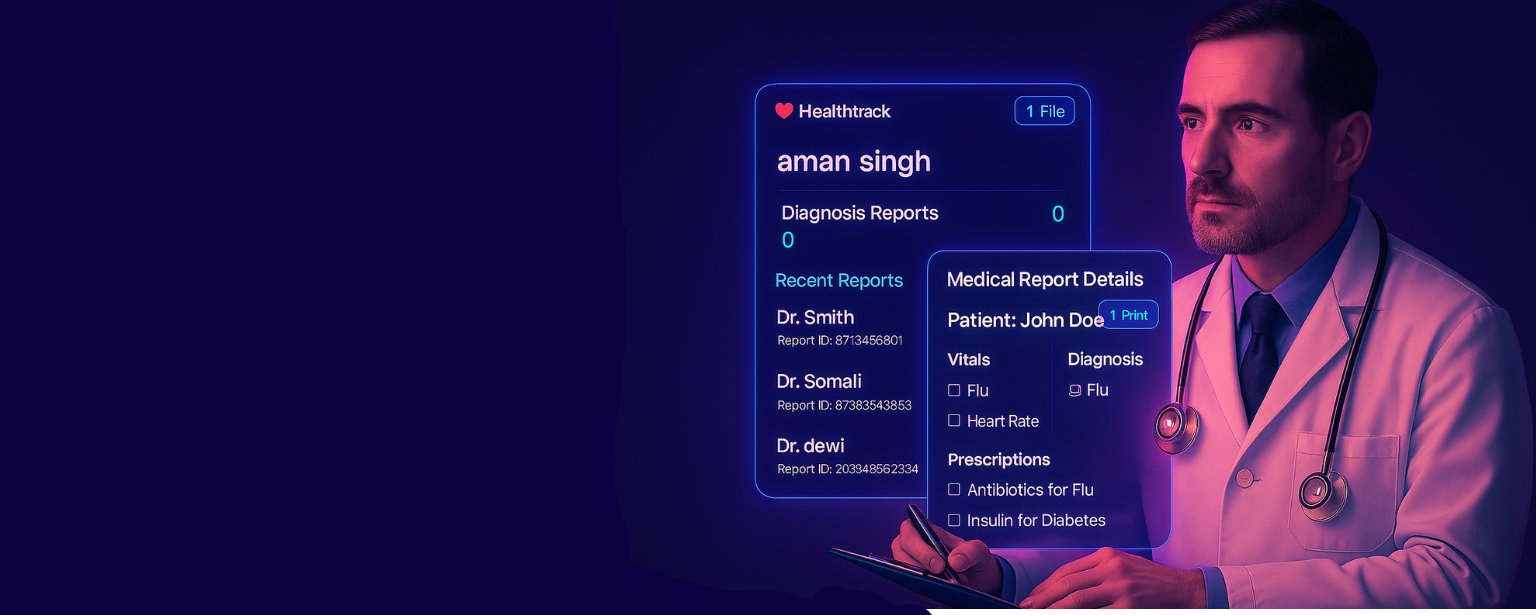 Healthtrack
1 File
aman singh
Diagnosis Reports 0
0
Recent Reports
Dr. Smith
Report ID: 8713456801
Dr. Somali
Report ID: 87383543853
Dr. dewi
Report ID: 203948562334
Medical Report Details
Patient: John Doe
1 Print
Vitals
Diagnosis
Flu
Flu
Heart Rate
Prescriptions
Antibiotics for Flu
Insulin for Diabetes